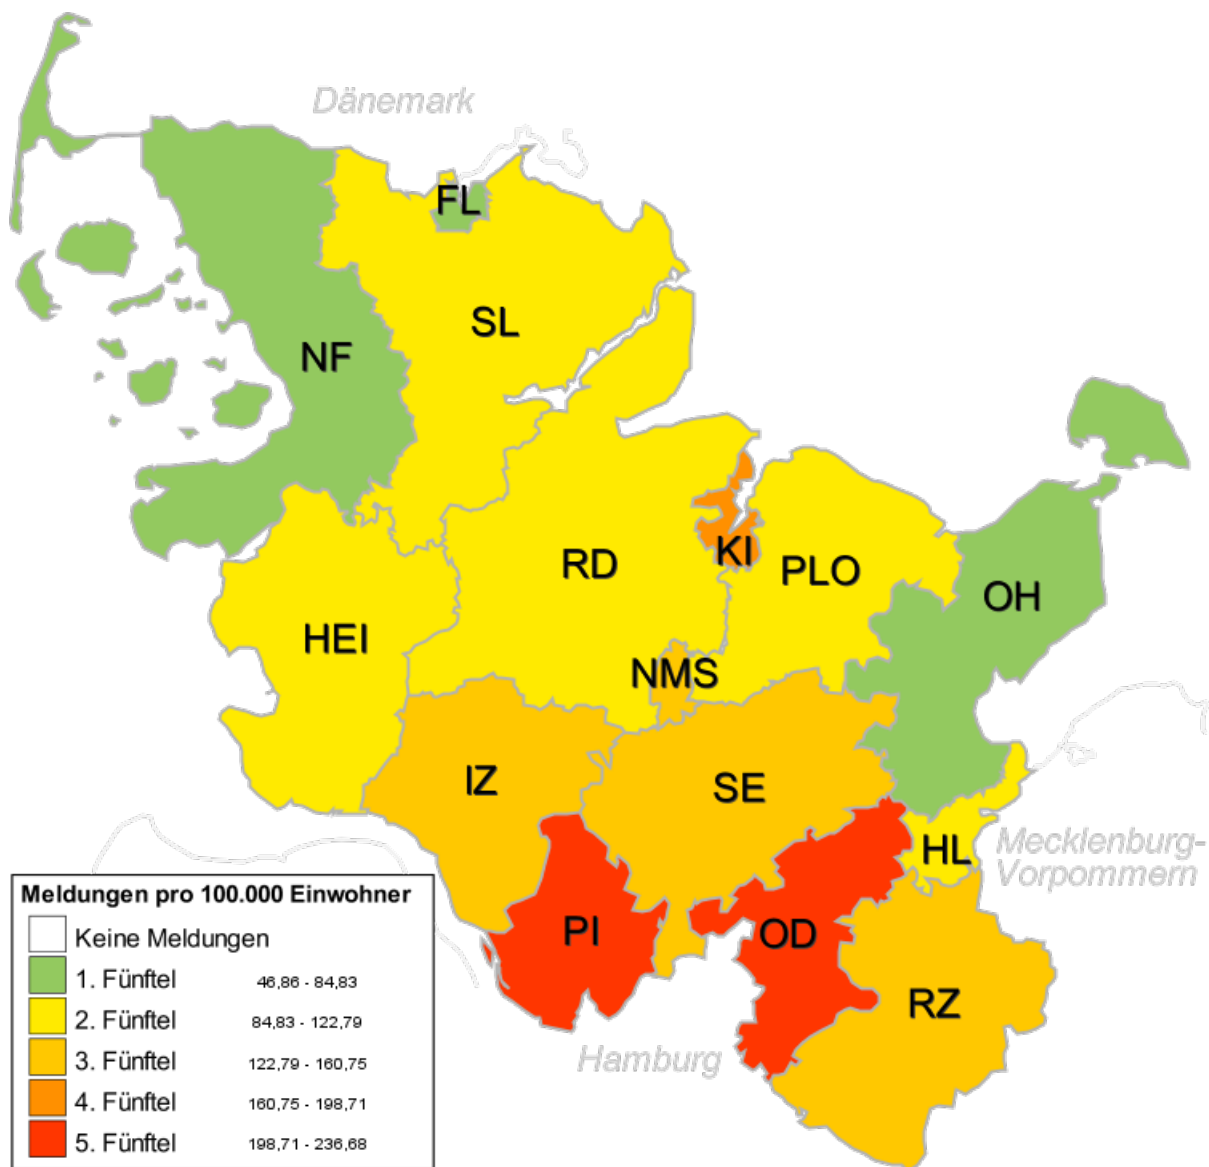 Dänemark
FL
SL
NF
KI
RD
PLO
OH
HEI
NMS
IZ
SE
HL
Mecklenburg-
Vorpommern
PI
OD
RZ
Hamburg
Meldungen pro 100.000 Einwohner
Keine Meldungen
1. Fünftel 46,86 - 84,83
2. Fünftel 84,83 - 122,79
3. Fünftel 122,79 - 160,75
4. Fünftel 160,75 - 198,71
5. Fünftel 198,71 - 236,68